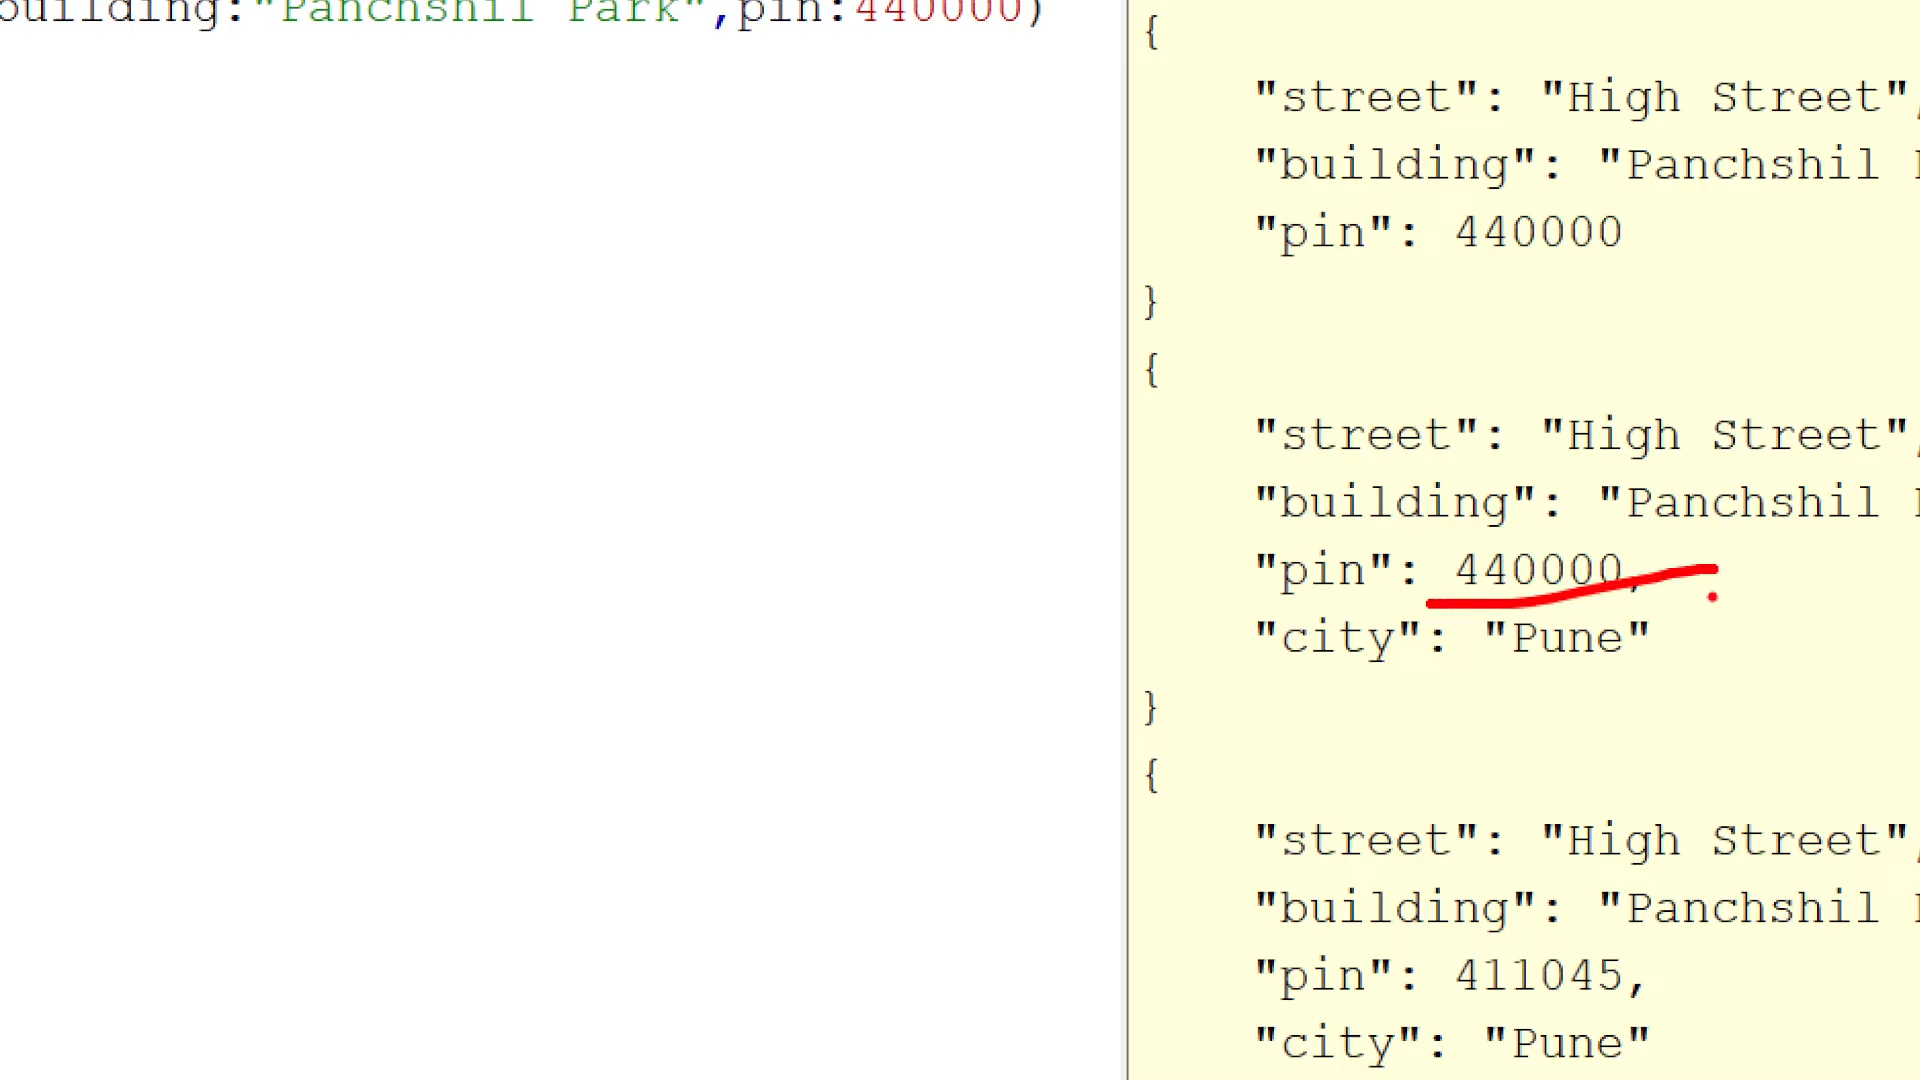 building:"Panchshil Park",pin:440000)
{
"street": "High Street",
"building": "Panchshil
"pin": 440000
}
{
"street": "High Street",
"building": "Panchshil
"pin": 440000,
"city": "Pune"
}
{
"street": "High Street",
"building": "Panchshil
"pin": 411045,
"city": "Pune"